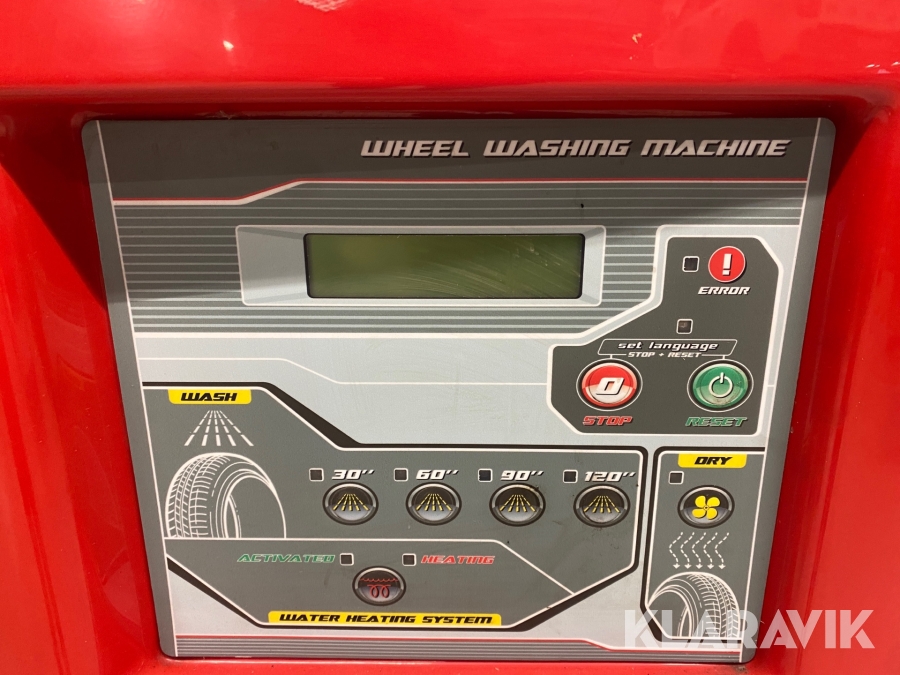 WHEEL WASHING MACHINE
!
ERROR
set language
STOP + RESET
0
STOP
RESET
WASH
30''
60''
90''
120''
DRY
ACTIVATED
HEATING
WATER HEATING SYSTEM
KLARAVIK